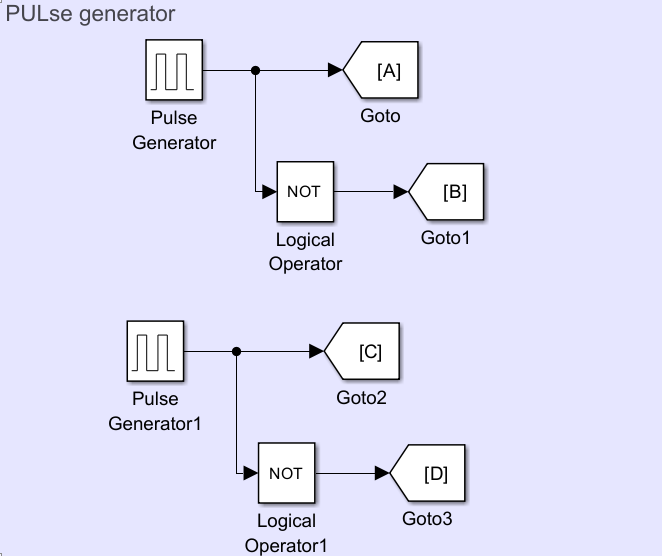 PULse generator
[A]
Pulse
Generator
Goto
NOT
[B]
Logical
Operator
Goto1
[C]
Pulse
Generator1
Goto2
NOT
[D]
Logical
Operator1
Goto3